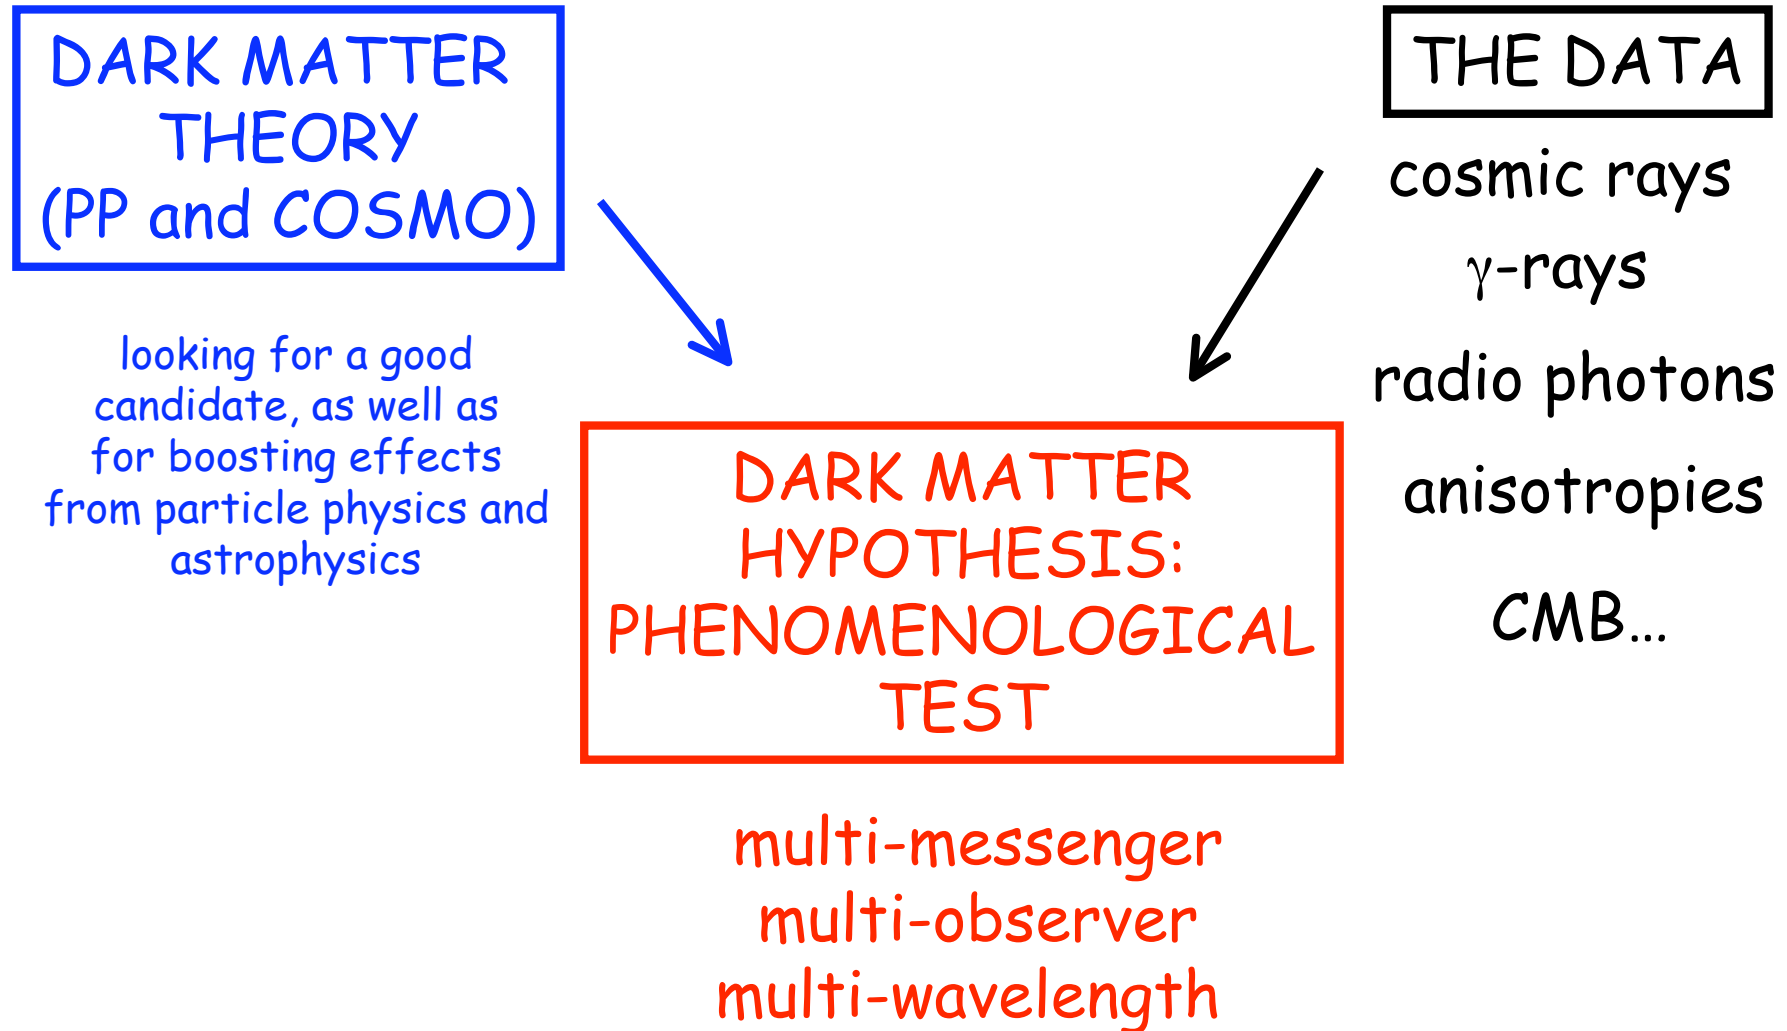 DARK MATTER
THEORY
(PP and COSMO)
looking for a good
candidate, as well as
for boosting effects
from particle physics and
astrophysics
THE DATA
cosmic rays
γ-rays
radio photons
anisotropies
CMB...
DARK MATTER
HYPOTHESIS:
PHENOMENOLOGICAL
TEST
multi-messenger
multi-observer
multi-wavelength